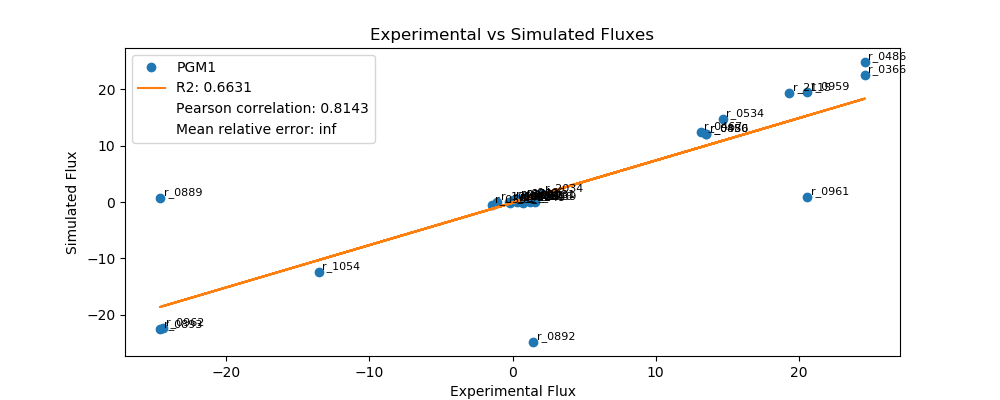 Experimental vs Simulated Fluxes
PGM1
R2: 0.6631
Pearson correlation: 0.8143
Mean relative error: inf
r_0486
r_0366
r_0959
r_0534
r_0889
r_2034
r_0961
r_1054
r_0962
r_0892
20
10
0
−10
−20
Simulated Flux
−20
−10
0
10
20
Experimental Flux